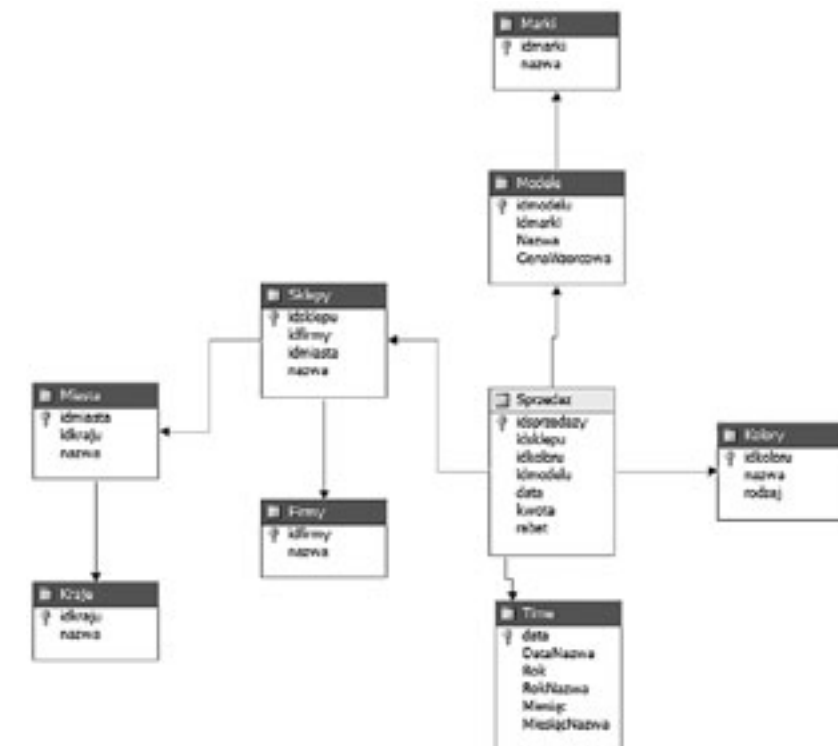 Marki
idmarki
nazwa
Modele
idmodelu
idmarki
Nazwa
CenaWzorcowa
Sklepy
idsklepu
idfirmy
idmiasta
nazwa
Miasta
idmiasta
idkraju
nazwa
Sprzedaz
idsprzedazy
idsklepu
idkoloru
idmodelu
data
kwota
rabat
Kolory
idkoloru
nazwa
rodzaj
Firmy
idfirmy
nazwa
Kraje
idkraju
nazwa
Time
data
DataNazwa
Rok
RokNazwa
Miesiąc
MiesiącNazwa